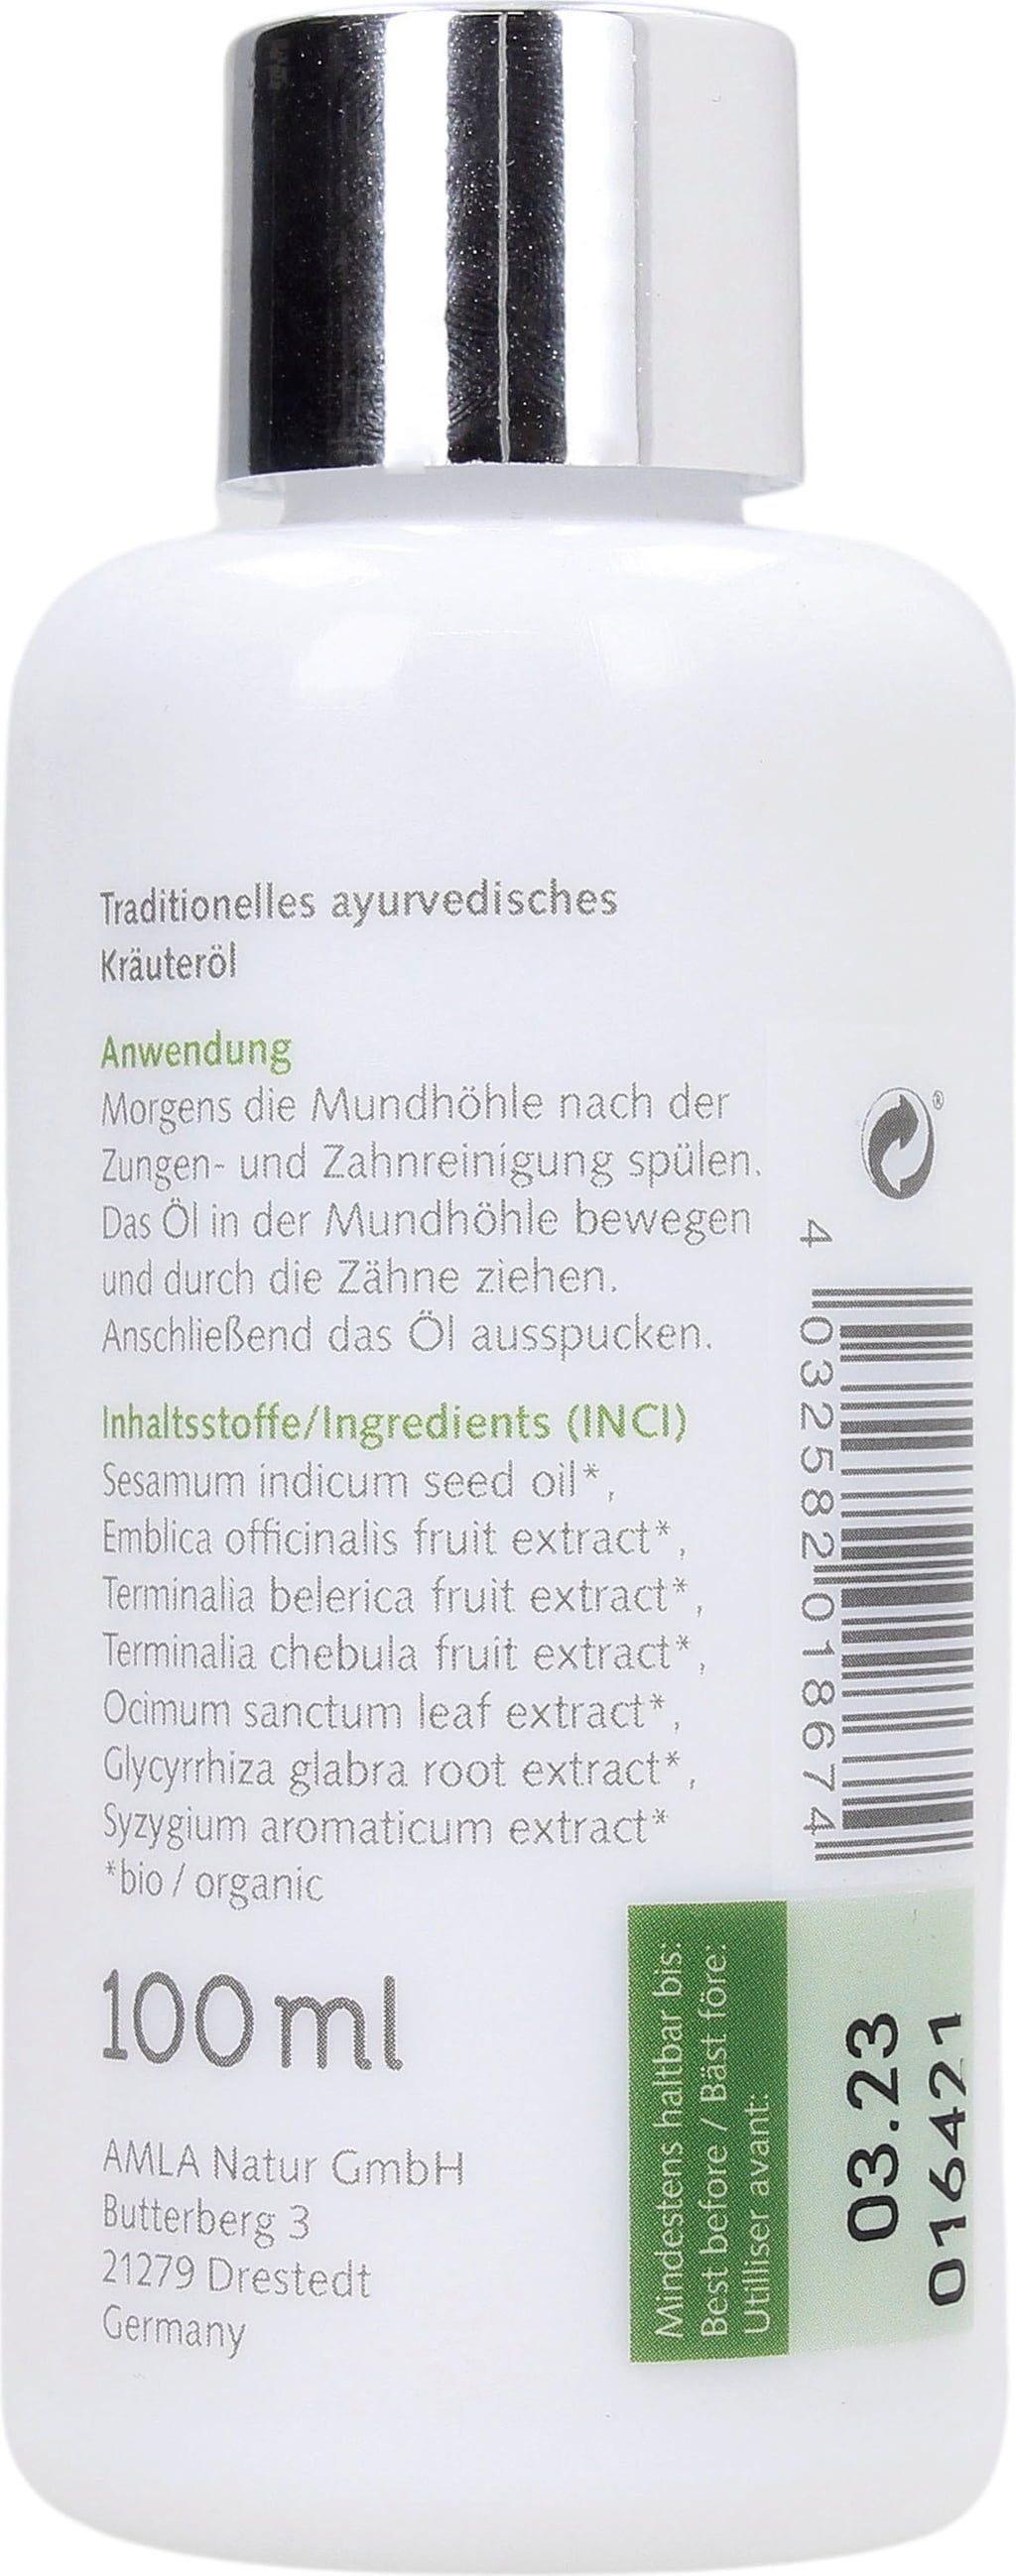 Traditionelles ayurvedisches
Kräuteröl
Anwendung
Morgens die Mundhöhle nach der
Zungen- und Zahnreinigung spülen.
Das Öl in der Mundhöhle bewegen
und durch die Zähne ziehen.
Anschließend das Öl ausspucken.
Inhaltsstoffe/Ingredients (INCI)
Sesamum indicum seed oil*,
Emblica officinalis fruit extract*,
Terminalia belerica fruit extract*,
Terminalia chebula fruit extract*,
Ocimum sanctum leaf extract*,
Glycyrrhiza glabra root extract*,
Syzygium aromaticum extract*
*bio / organic
100 ml
AMLA Natur GmbH
Butterberg 3
21279 Drestedt
Germany
®
4 032582 018674
Mindestens haltbar bis:
Best before / Bäst före:
Utilliser avant:
03.23
016421